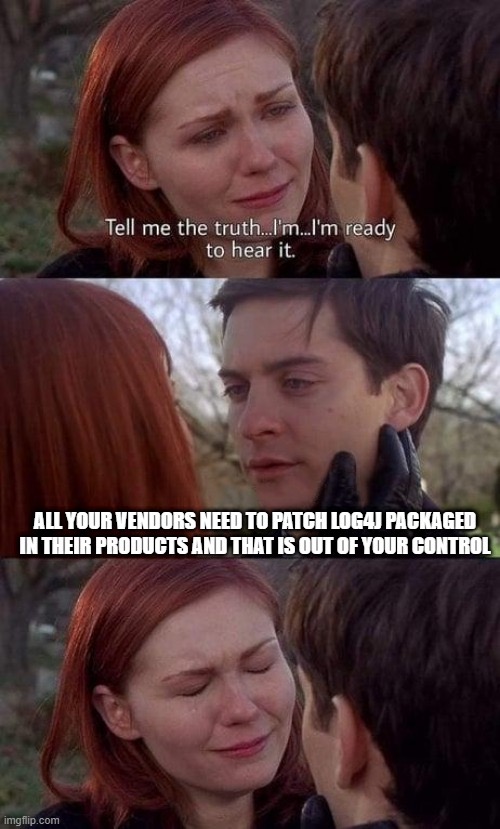 Tell me the truth...I'm...I'm ready
to hear it.
ALL YOUR VENDORS NEED TO PATCH LOG4J PACKAGED
IN THEIR PRODUCTS AND THAT IS OUT OF YOUR CONTROL
imgflip.com